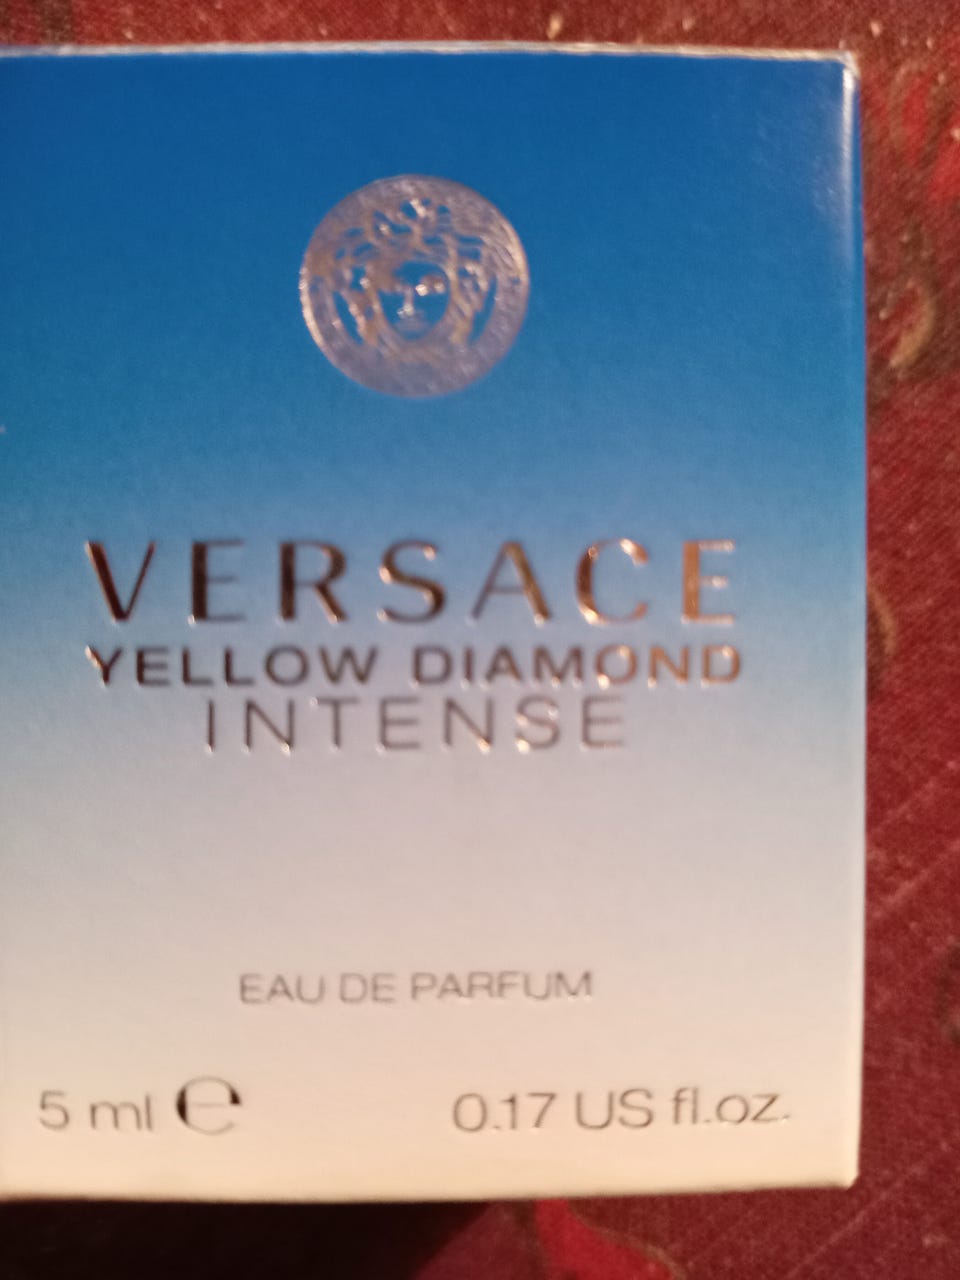 VERSACE
YELLOW DIAMOND
INTENSE
EAU DE PARFUM
5 ml ℮
0.17 US fl.oz.